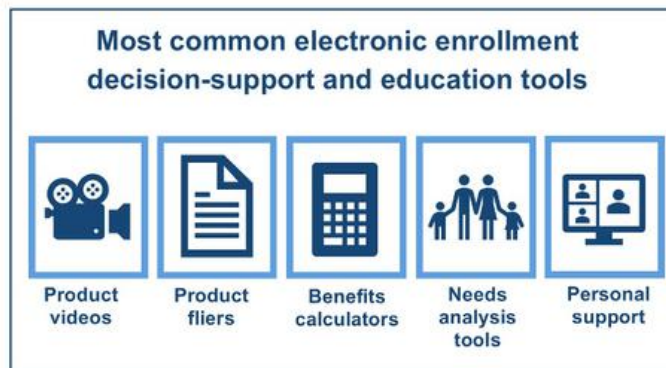 Most common electronic enrollment
decision-support and education tools
Product
videos
Product
fliers
Benefits
calculators
Needs
analysis
tools
Personal
support